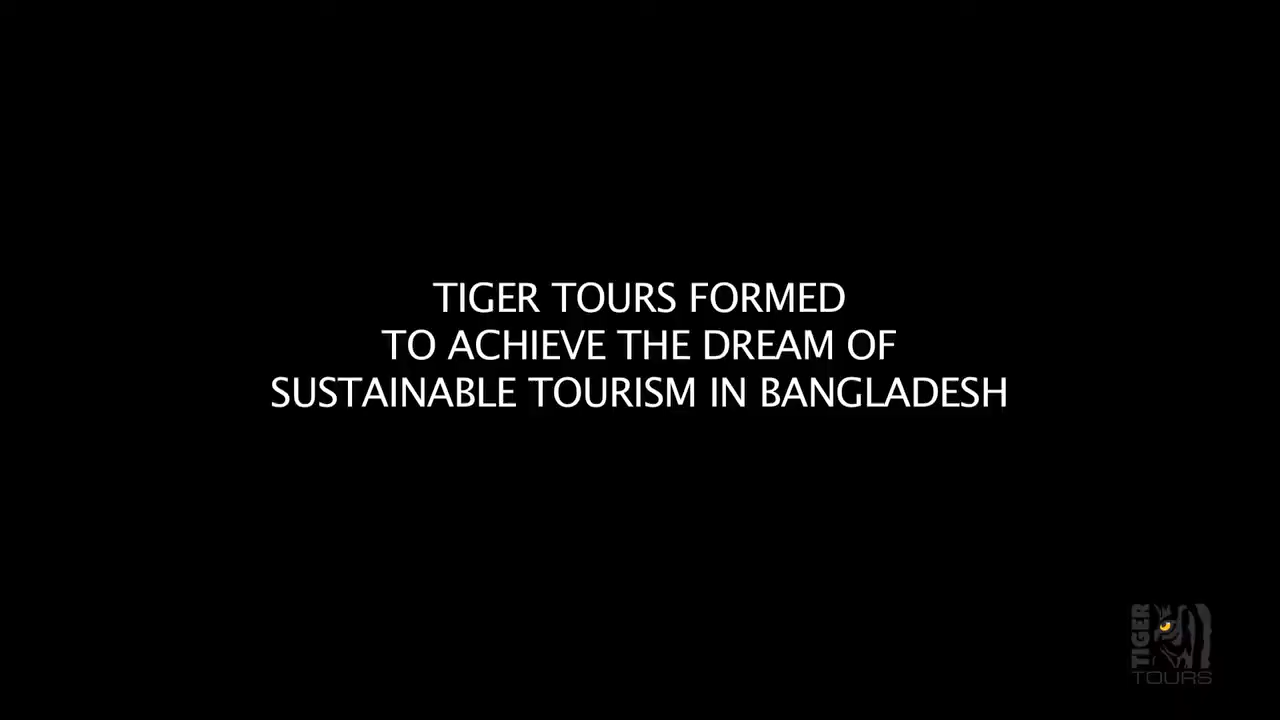 TIGER TOURS FORMED
TO ACHIEVE THE DREAM OF
SUSTAINABLE TOURISM IN BANGLADESH
TIGER
TOURS